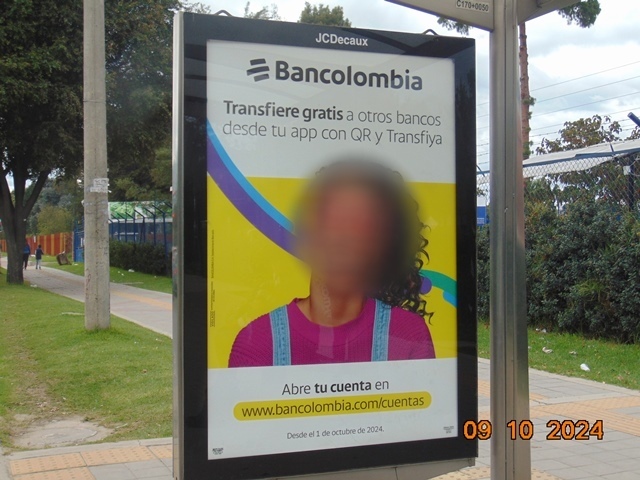 C170+0050
JCDecaux
Bancolombia
Transfiere gratis a otros bancos
desde tu app con QR y Transfiya
Abre tu cuenta en
www.bancolombia.com/cuentas
Desde el 1 de octubre de 2024.
09 10 2024